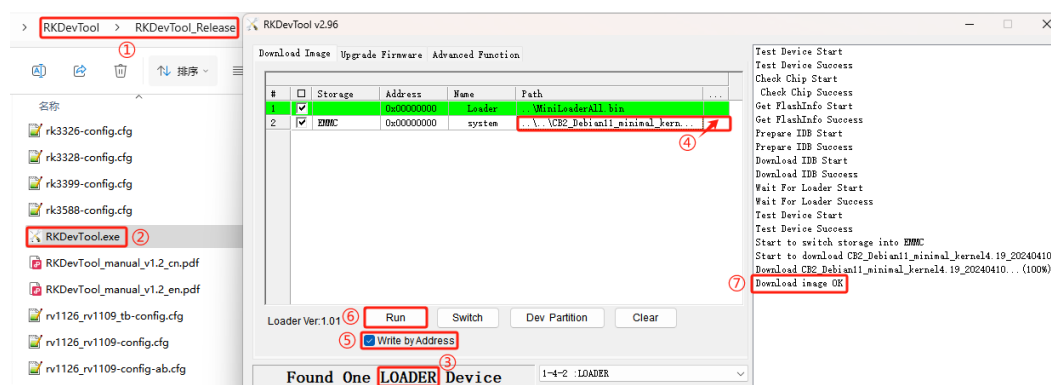 RKDevTool > RKDevTool_Release
①
排序
名称
rk3326-config.cfg
rk3328-config.cfg
rk3399-config.cfg
rk3588-config.cfg
RKDevTool.exe ②
RKDevTool_manual_v1.2_cn.pdf
RKDevTool_manual_v1.2_en.pdf
rv1126_rv1109_tb-config.cfg
rv1126_rv1109-config.cfg
rv1126_rv1109-config-ab.cfg
RKDevTool v2.96
Download Image Upgrade Firmware Advanced Function
# Storage Address Name Path ...
1 0x00000000 Loader ..\MiniLoaderAll.bin
2 EMMC 0x00000000 system ..\..\CB2_Debian11_minimal_kern...
④
Loader Ver:1.01 ⑥ Run Switch Dev Partition Clear
⑤ Write by Address
③
Found One LOADER Device 1-4-2 :LOADER
Test Device Start
Test Device Success
Check Chip Start
Check Chip Success
Get FlashInfo Start
Get FlashInfo Success
Prepare IDB Start
Prepare IDB Success
Download IDB Start
Download IDB Success
Wait For Loader Start
Wait For Loader Success
Test Device Start
Test Device Success
Start to switch storage into EMMC
Start to download CB2_Debian11_minimal_kernel4.19_20240410
Download CB2_Debian11_minimal_kernel4.19_20240410... (100%)
⑦ Download image OK